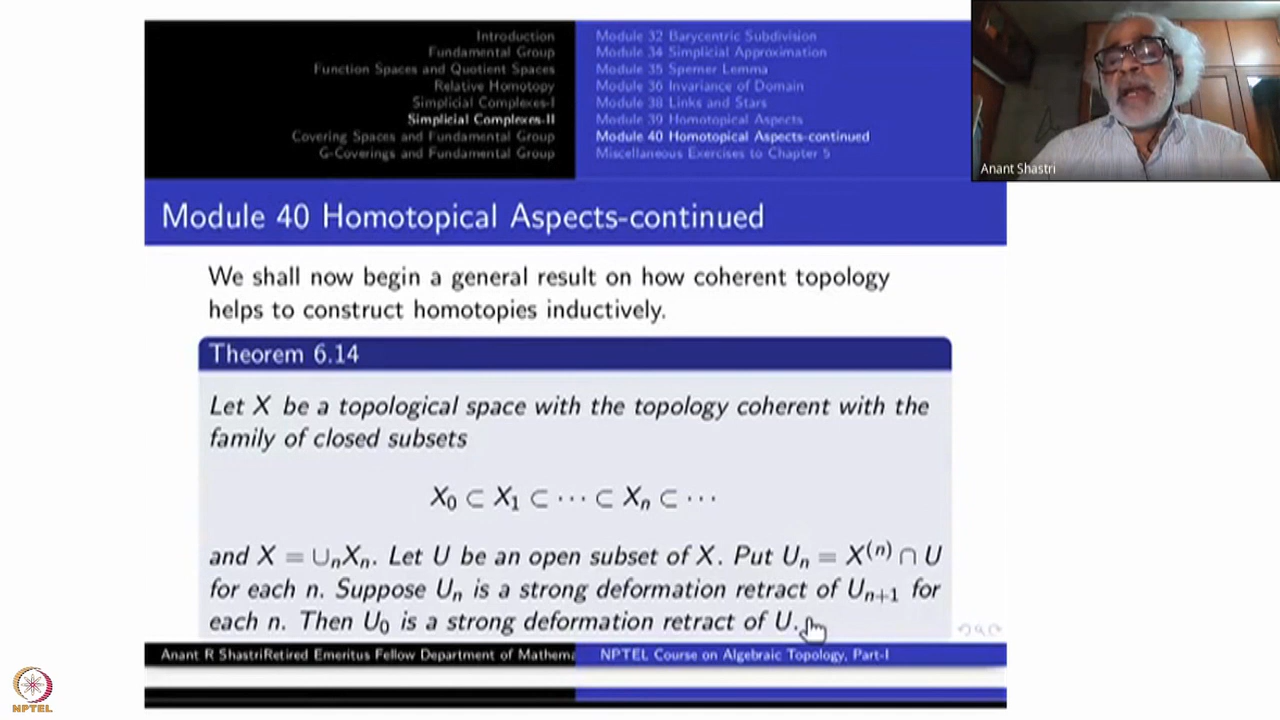 Introduction
Fundamental Group
Function Spaces and Quotient Spaces
Relative Homotopy
Simplicial Complexes-I
Simplicial Complexes-II
Covering Spaces and Fundamental Group
G-Coverings and Fundamental Group
Module 32 Barycentric Subdivision
Module 34 Simplicial Approximation
Module 35 Sperner Lemma
Module 36 Invariance of Domain
Module 38 Links and Stars
Module 39 Homotopical Aspects
Module 40 Homotopical Aspects-continued
Miscellaneous Exercises to Chapter 5
Anant Shastri
Module 40 Homotopical Aspects-continued
We shall now begin a general result on how coherent topology
helps to construct homotopies inductively.
Theorem 6.14
Let X be a topological space with the topology coherent with the
family of closed subsets
X₀ ⊂ X₁ ⊂ ⋯ ⊂ Xₙ ⊂ ⋯
and X = ∪ₙXₙ. Let U be an open subset of X. Put Uₙ = X⁽ⁿ⁾ ∩ U
for each n. Suppose Uₙ is a strong deformation retract of Uₙ₊₁ for
each n. Then U₀ is a strong deformation retract of U.
Anant R ShastriRetired Emeritus Fellow Department of Mathema
NPTEL Course on Algebraic Topology, Part-I
NPTEL